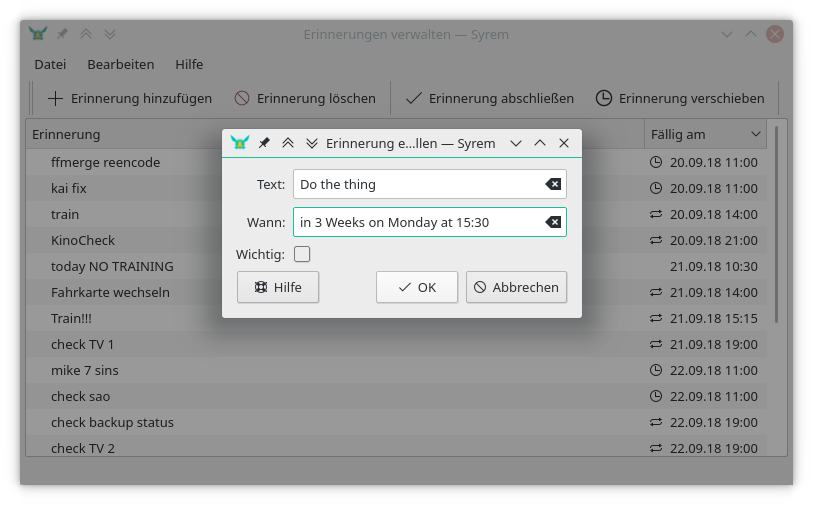 Erinnerungen verwalten — Syrem
Datei Bearbeiten Hilfe
Erinnerung hinzufügen Erinnerung löschen Erinnerung abschließen Erinnerung verschieben
Erinnerung Fällig am
Erinnerung e...llen — Syrem
Text: Do the thing
Wann: in 3 Weeks on Monday at 15:30
Wichtig:
Hilfe OK Abbrechen
ffmerge reencode 20.09.18 11:00
kai fix 20.09.18 11:00
train 20.09.18 14:00
KinoCheck 20.09.18 21:00
today NO TRAINING 21.09.18 10:30
Fahrkarte wechseln 21.09.18 14:00
Train!!! 21.09.18 15:15
check TV 1 21.09.18 19:00
mike 7 sins 22.09.18 11:00
check sao 22.09.18 11:00
check backup status 22.09.18 19:00
check TV 2 22.09.18 19:00